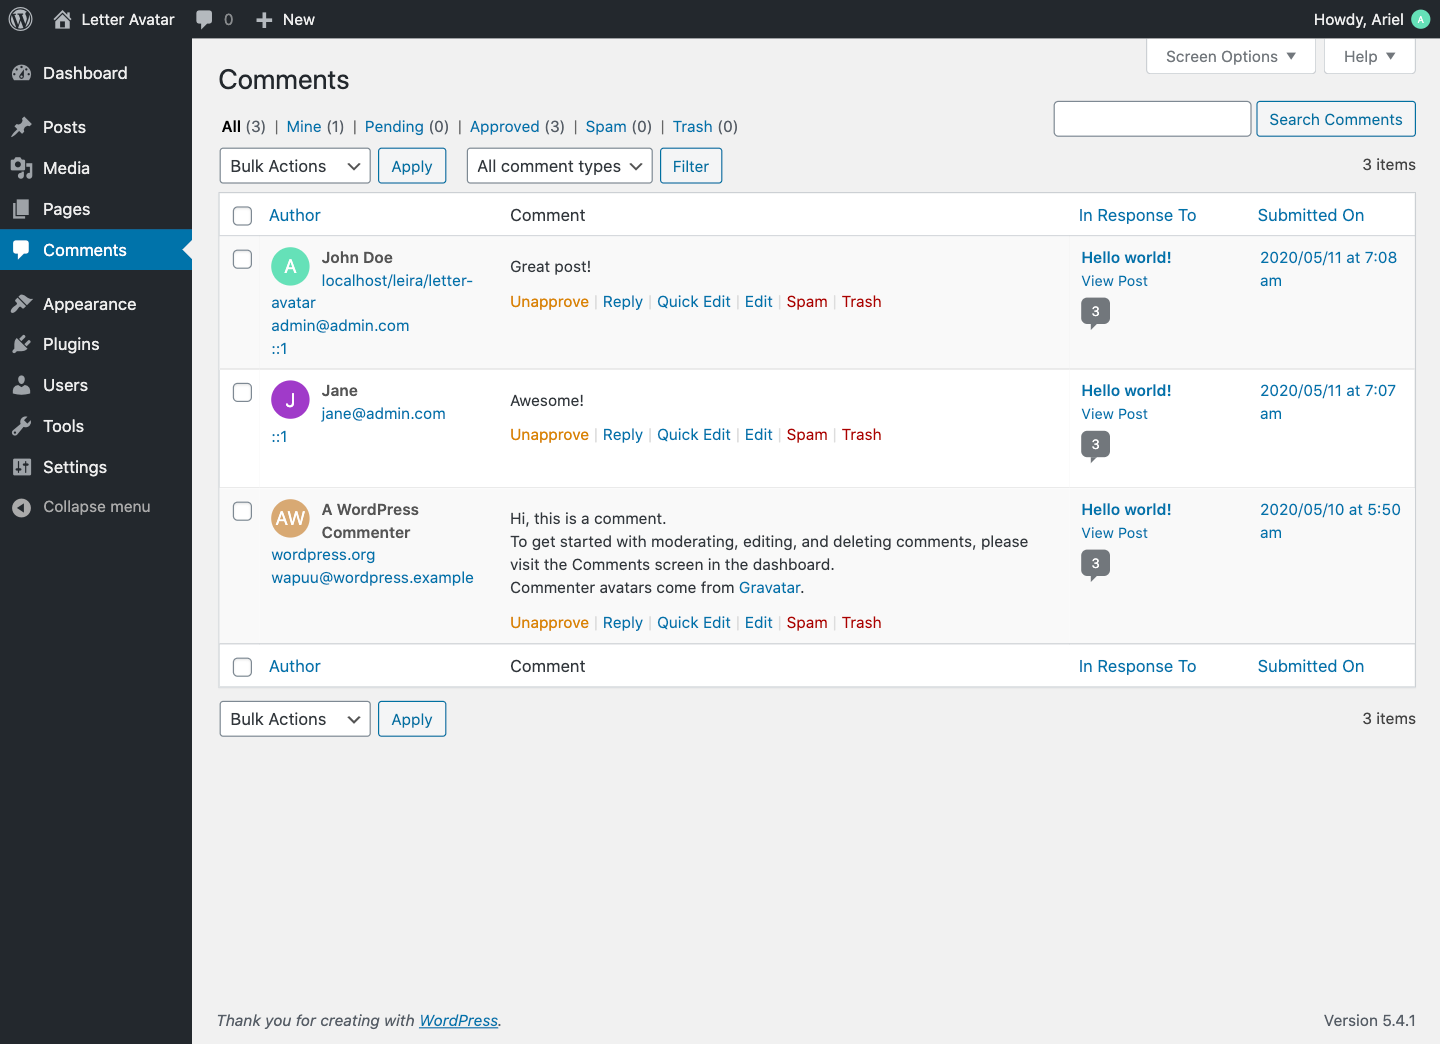 Letter Avatar
0
New
Howdy, Ariel
A
Dashboard
Posts
Media
Pages
Comments
Appearance
Plugins
Users
Tools
Settings
Collapse menu
Screen Options ▼
Help ▼
Comments
All (3) | Mine (1) | Pending (0) | Approved (3) | Spam (0) | Trash (0)
Search Comments
Bulk Actions
Apply
All comment types
Filter
3 items
Author
Comment
In Response To
Submitted On
A
John Doe
localhost/leira/letter-
avatar
admin@admin.com
::1
Great post!
Unapprove | Reply | Quick Edit | Edit | Spam | Trash
Hello world!
View Post
3
2020/05/11 at 7:08
am
J
Jane
jane@admin.com
::1
Awesome!
Unapprove | Reply | Quick Edit | Edit | Spam | Trash
Hello world!
View Post
3
2020/05/11 at 7:07
am
AW
A WordPress
Commenter
wordpress.org
wapuu@wordpress.example
Hi, this is a comment.
To get started with moderating, editing, and deleting comments, please
visit the Comments screen in the dashboard.
Commenter avatars come from Gravatar.
Unapprove | Reply | Quick Edit | Edit | Spam | Trash
Hello world!
View Post
3
2020/05/10 at 5:50
am
Author
Comment
In Response To
Submitted On
Bulk Actions
Apply
3 items
Thank you for creating with WordPress.
Version 5.4.1